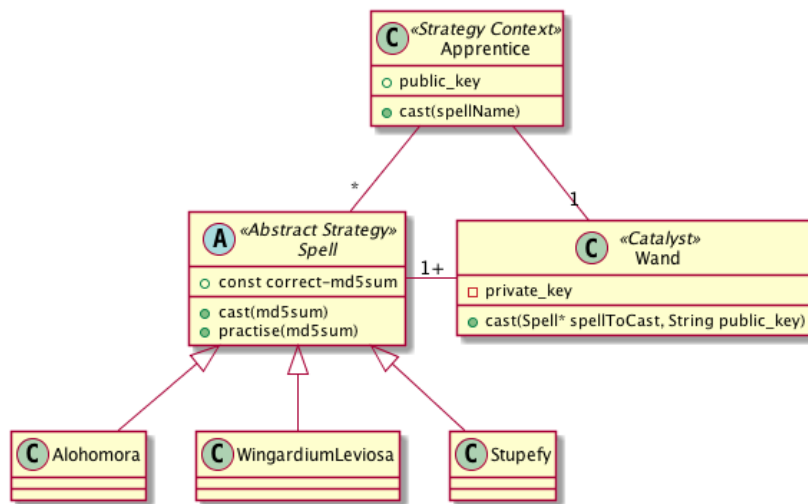 C «Strategy Context»
Apprentice
public_key
cast(spellName)
*
1
A «Abstract Strategy»
Spell
const correct-md5sum
cast(md5sum)
practise(md5sum)
1+
C «Catalyst»
Wand
private_key
cast(Spell* spellToCast, String public_key)
C Alohomora
C WingardiumLeviosa
C Stupefy